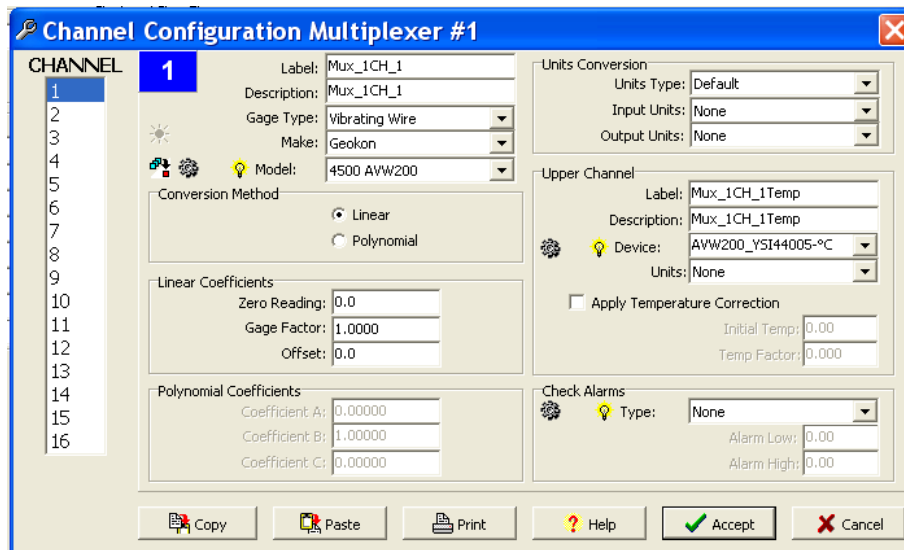 Channel Configuration Multiplexer #1
CHANNEL
1
2
3
4
5
6
7
8
9
10
11
12
13
14
15
16
1
Label: Mux_1CH_1
Description: Mux_1CH_1
Gage Type: Vibrating Wire
Make: Geokon
Model: 4500 AVW200
Conversion Method
Linear
Polynomial
Linear Coefficients
Zero Reading: 0.0
Gage Factor: 1.0000
Offset: 0.0
Polynomial Coefficients
Coefficient A: 0.00000
Coefficient B: 1.00000
Coefficient C: 0.00000
Units Conversion
Units Type: Default
Input Units: None
Output Units: None
Upper Channel
Label: Mux_1CH_1Temp
Description: Mux_1CH_1Temp
Device: AVW200_YSI44005-ºC
Units: None
Apply Temperature Correction
Initial Temp: 0.00
Temp Factor: 0.000
Check Alarms
Type: None
Alarm Low: 0.00
Alarm High: 0.00
Copy
Paste
Print
? Help
Accept
Cancel